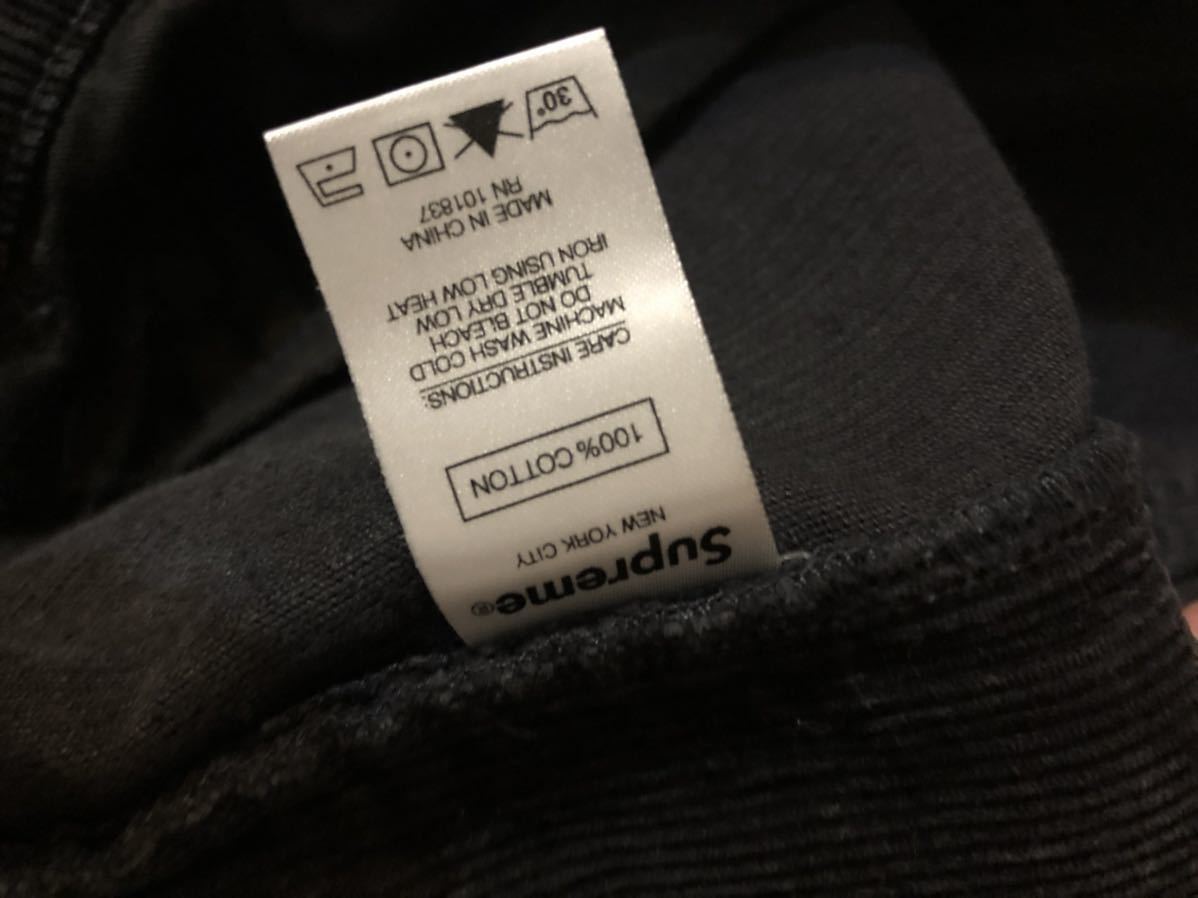 Supreme®
NEW YORK CITY
100% COTTON
CARE INSTRUCTIONS:
MACHINE WASH COLD
DO NOT BLEACH
TUMBLE DRY LOW
IRON USING LOW HEAT
MADE IN CHINA
RN 101837
30°